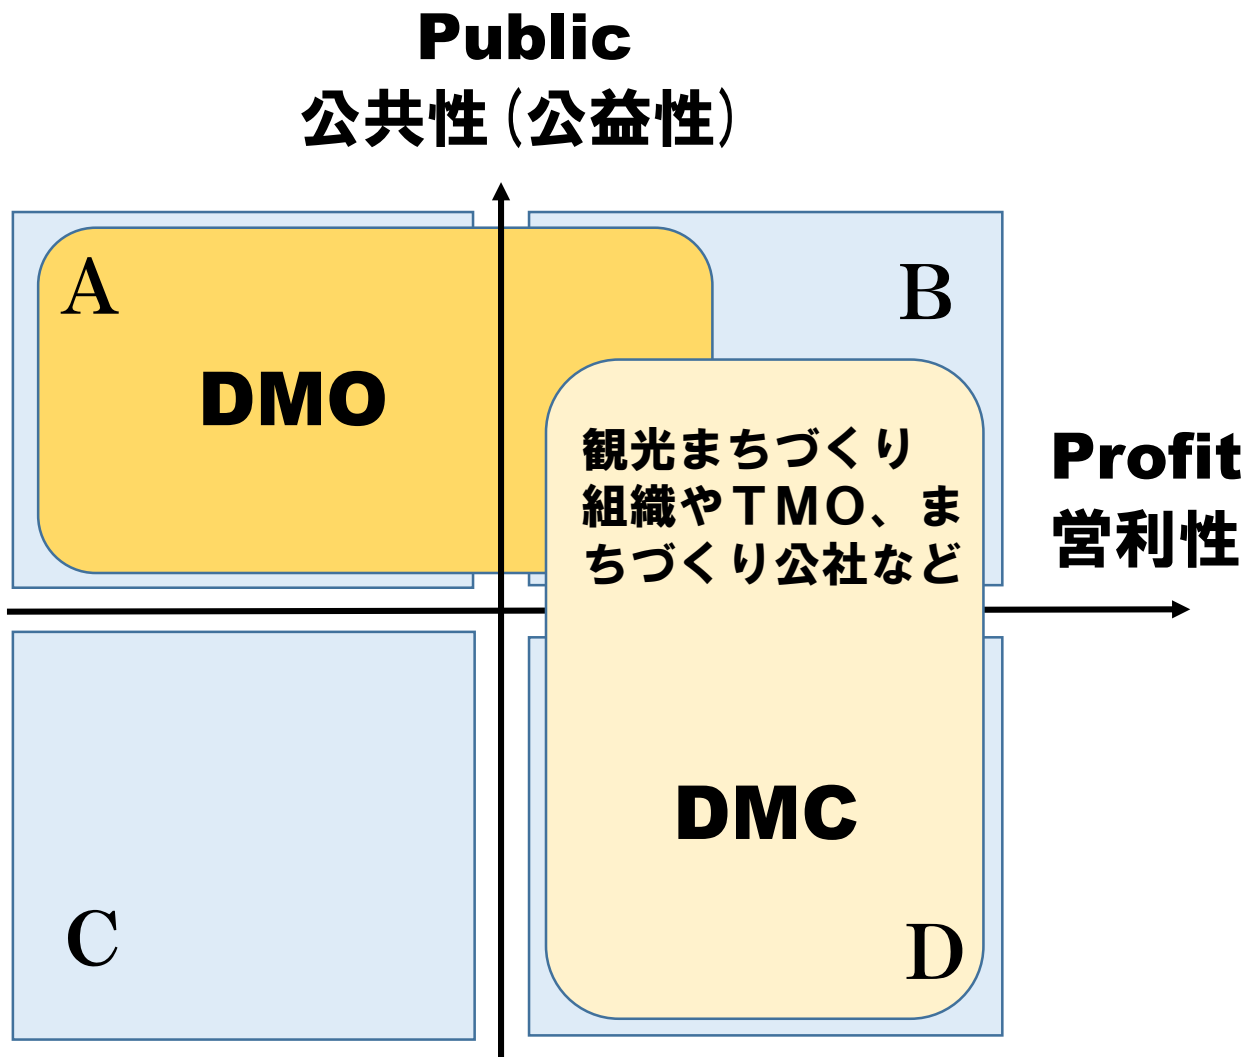 Public
公共性（公益性）
A
B
DMO
観光まちづくり
組織やＴＭＯ、ま
ちづくり公社など
Profit
営利性
DMC
C
D